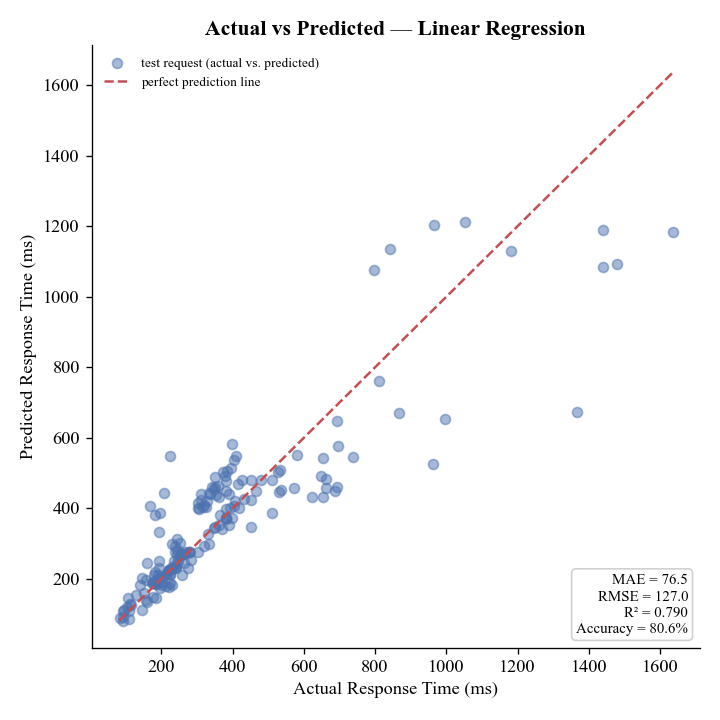 Actual vs Predicted — Linear Regression
test request (actual vs. predicted)
perfect prediction line
1600
1400
1200
1000
800
600
400
200
Predicted Response Time (ms)
MAE = 76.5
RMSE = 127.0
R² = 0.790
Accuracy = 80.6%
200 400 600 800 1000 1200 1400 1600
Actual Response Time (ms)